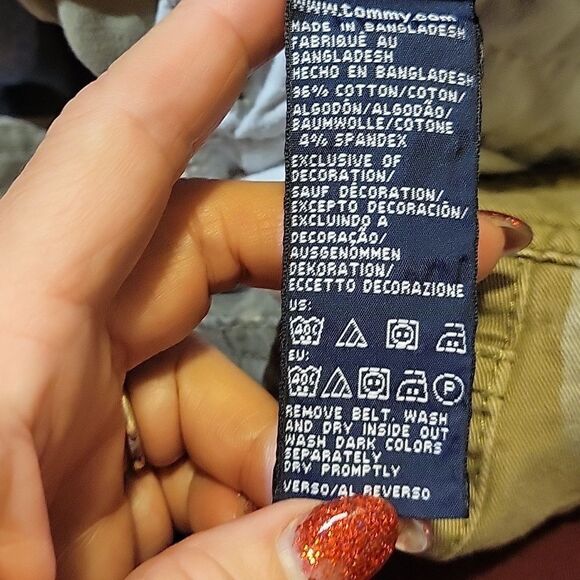 www.tommy.com
MADE IN BANGLADESH
FABRIQUÉ AU
BANGLADESH
HECHO EN BANGLADESH
96% COTTON/COTON/
ALGODÓN/ALGODÃO/
BAUMWOLLE/COTONE
4% SPANDEX
EXCLUSIVE OF
DECORATION/
SAUF DÉCORATION/
EXCEPTO DECORACIÓN/
EXCLUINDO A
DECORAÇÃO/
AUSGENOMMEN
DEKORATION/
ECCETTO DECORAZIONE
US:
40C
EU:
40C P
REMOVE BELT, WASH
AND DRY INSIDE OUT
WASH DARK COLORS
SEPARATELY
DRY PROMPTLY
VERSO/AL REVERSO